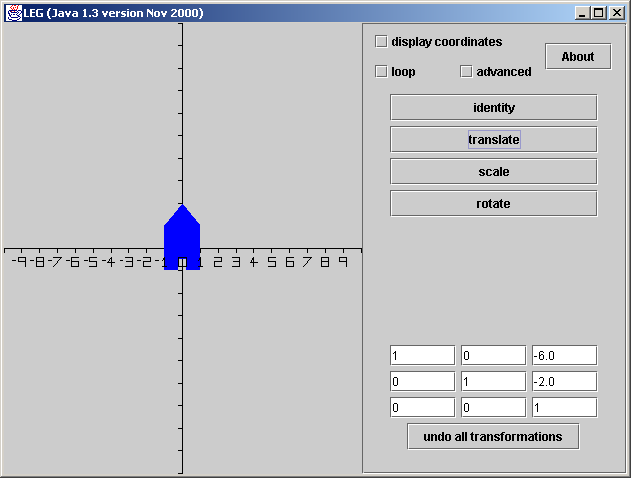 LEG (Java 1.3 version Nov 2000)
display coordinates
About
loop
advanced
identity
translate
scale
rotate
-9-8-7-6-5-4-3-2-1 0 1 2 3 4 5 6 7 8 9
1 0 -6.0
0 1 -2.0
0 0 1
undo all transformations